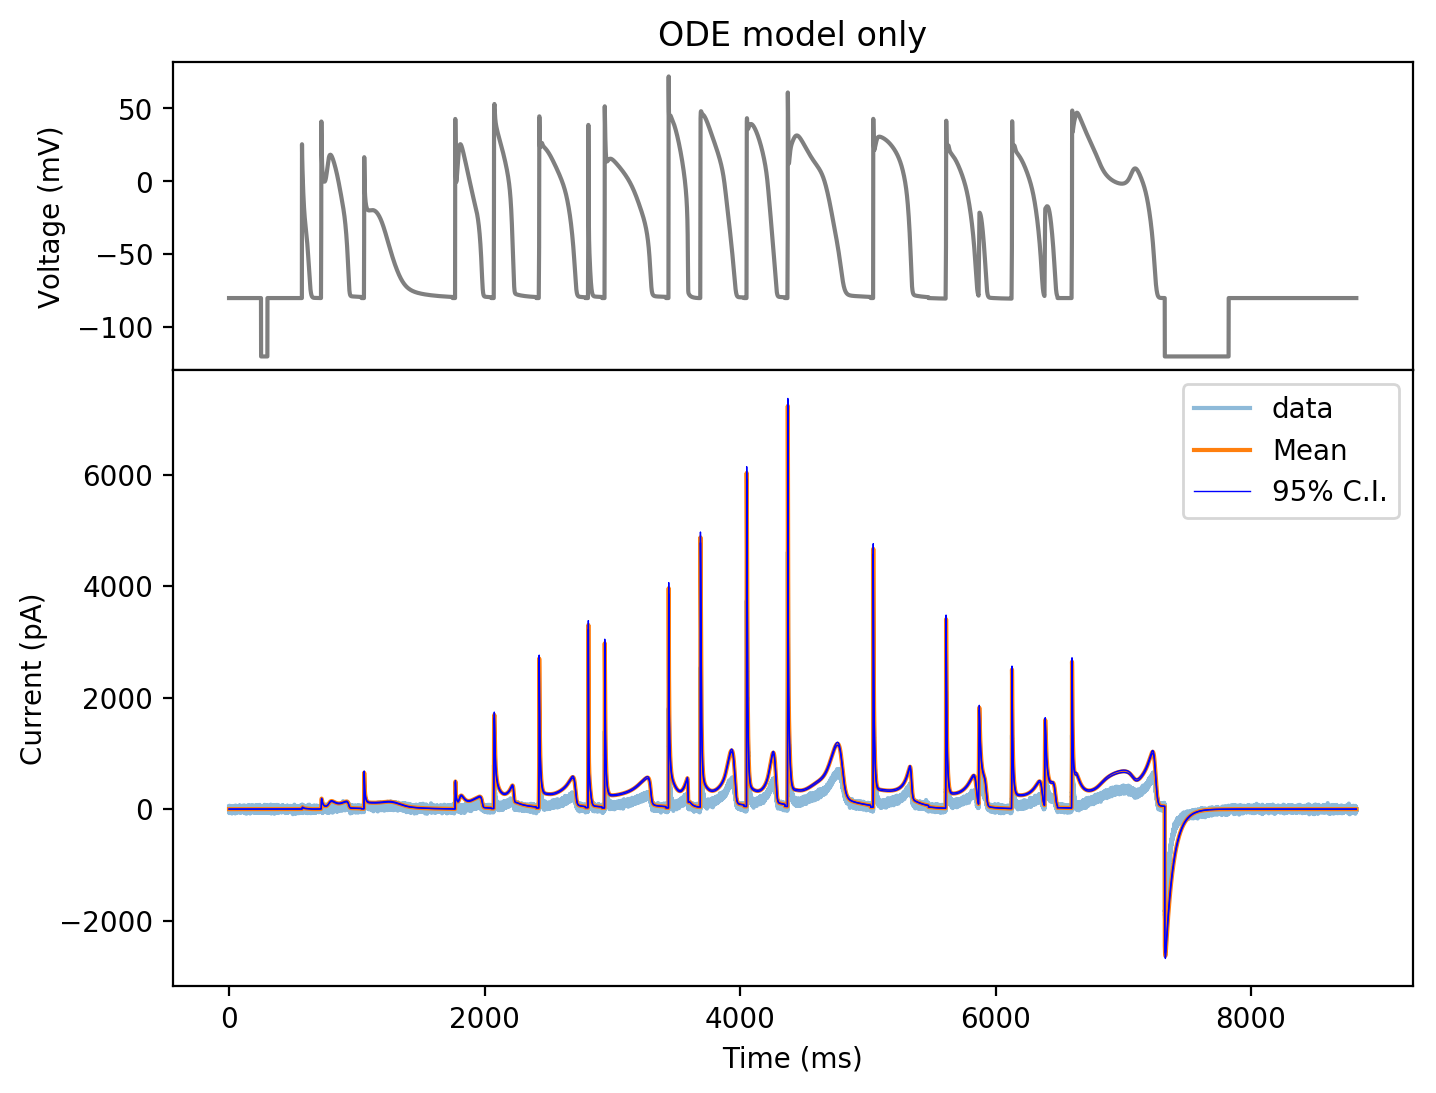 ODE model only
50
0
−50
−100
Voltage (mV)
data
Mean
95% C.I.
6000
4000
2000
0
−2000
Current (pA)
0 2000 4000 6000 8000
Time (ms)